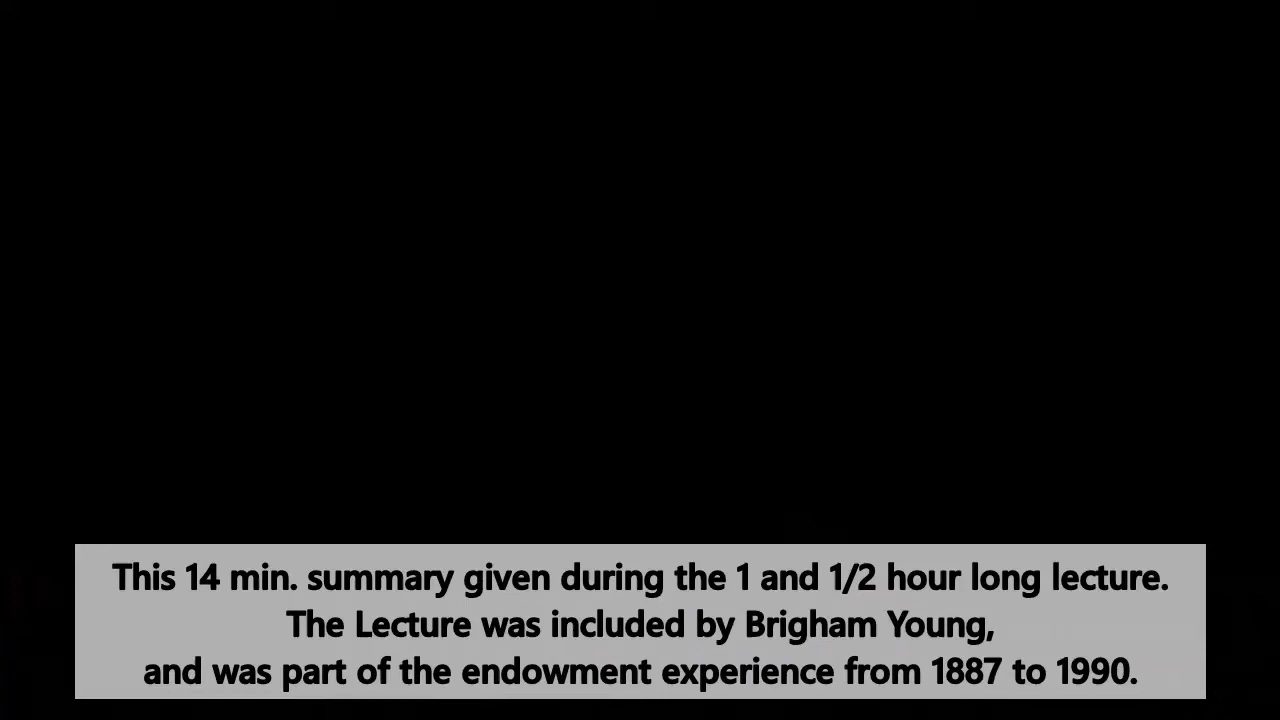 This 14 min. summary given during the 1 and 1/2 hour long lecture.
The Lecture was included by Brigham Young,
and was part of the endowment experience from 1887 to 1990.